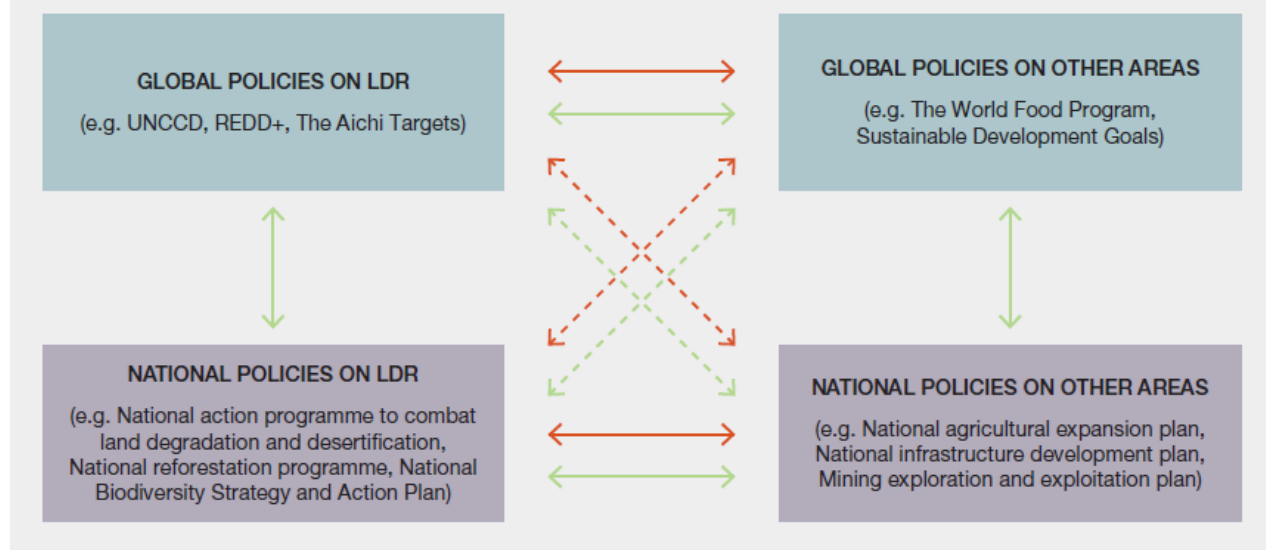 GLOBAL POLICIES ON LDR
(e.g. UNCCD, REDD+, The Aichi Targets)
GLOBAL POLICIES ON OTHER AREAS
(e.g. The World Food Program,
Sustainable Development Goals)
NATIONAL POLICIES ON LDR
(e.g. National action programme to combat
land degradation and desertification,
National reforestation programme, National
Biodiversity Strategy and Action Plan)
NATIONAL POLICIES ON OTHER AREAS
(e.g. National agricultural expansion plan,
National infrastructure development plan,
Mining exploration and exploitation plan)